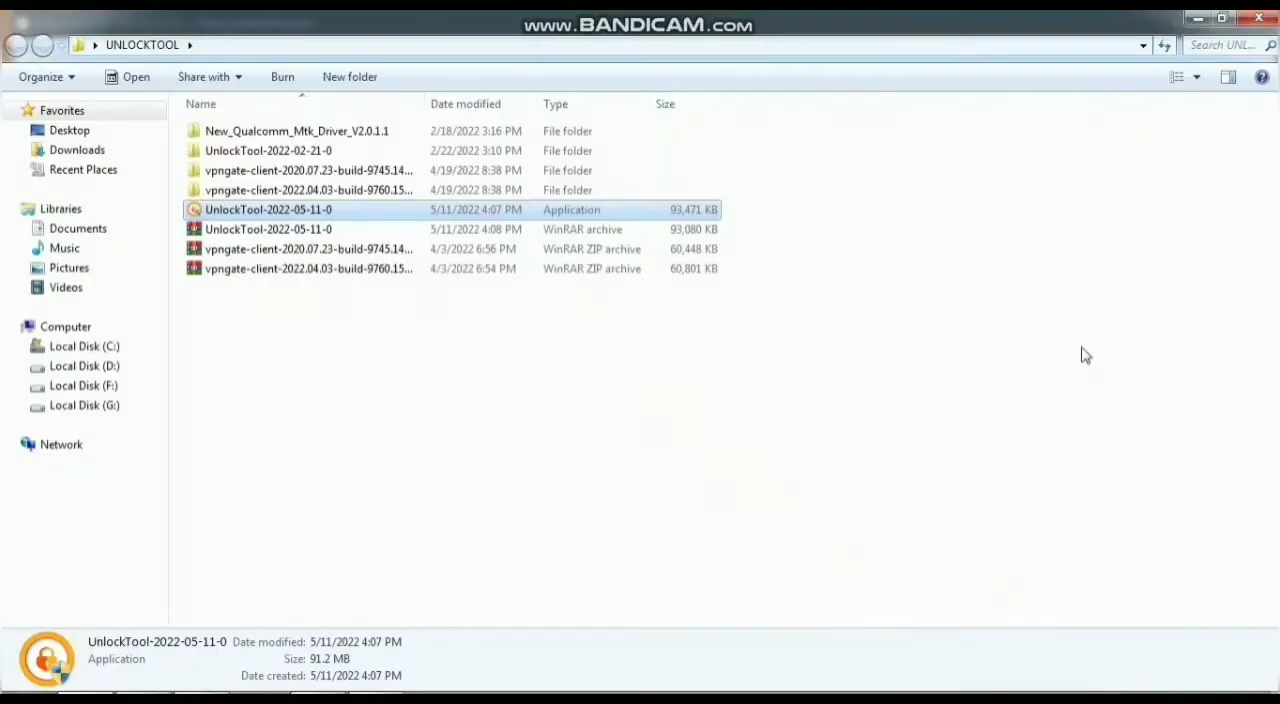 www.BANDICAM.com
UNLOCKTOOL
Search UNL...
Organize
Open
Share with
Burn
New folder
Name
Date modified
Type
Size
Favorites
Desktop
Downloads
Recent Places
Libraries
Documents
Music
Pictures
Videos
Computer
Local Disk (C:)
Local Disk (D:)
Local Disk (F:)
Local Disk (G:)
Network
New_Qualcomm_Mtk_Driver_V2.0.1.1 2/18/2022 3:16 PM File folder
UnlockTool-2022-02-21-0 2/22/2022 3:10 PM File folder
vpngate-client-2020.07.23-build-9745.14... 4/19/2022 8:38 PM File folder
vpngate-client-2022.04.03-build-9760.15... 4/19/2022 8:38 PM File folder
UnlockTool-2022-05-11-0 5/11/2022 4:07 PM Application 93,471 KB
UnlockTool-2022-05-11-0 5/11/2022 4:08 PM WinRAR archive 93,080 KB
vpngate-client-2020.07.23-build-9745.14... 4/3/2022 6:56 PM WinRAR ZIP archive 60,448 KB
vpngate-client-2022.04.03-build-9760.15... 4/3/2022 6:54 PM WinRAR ZIP archive 60,801 KB
UnlockTool-2022-05-11-0 Date modified: 5/11/2022 4:07 PM
Application Size: 91.2 MB
Date created: 5/11/2022 4:07 PM